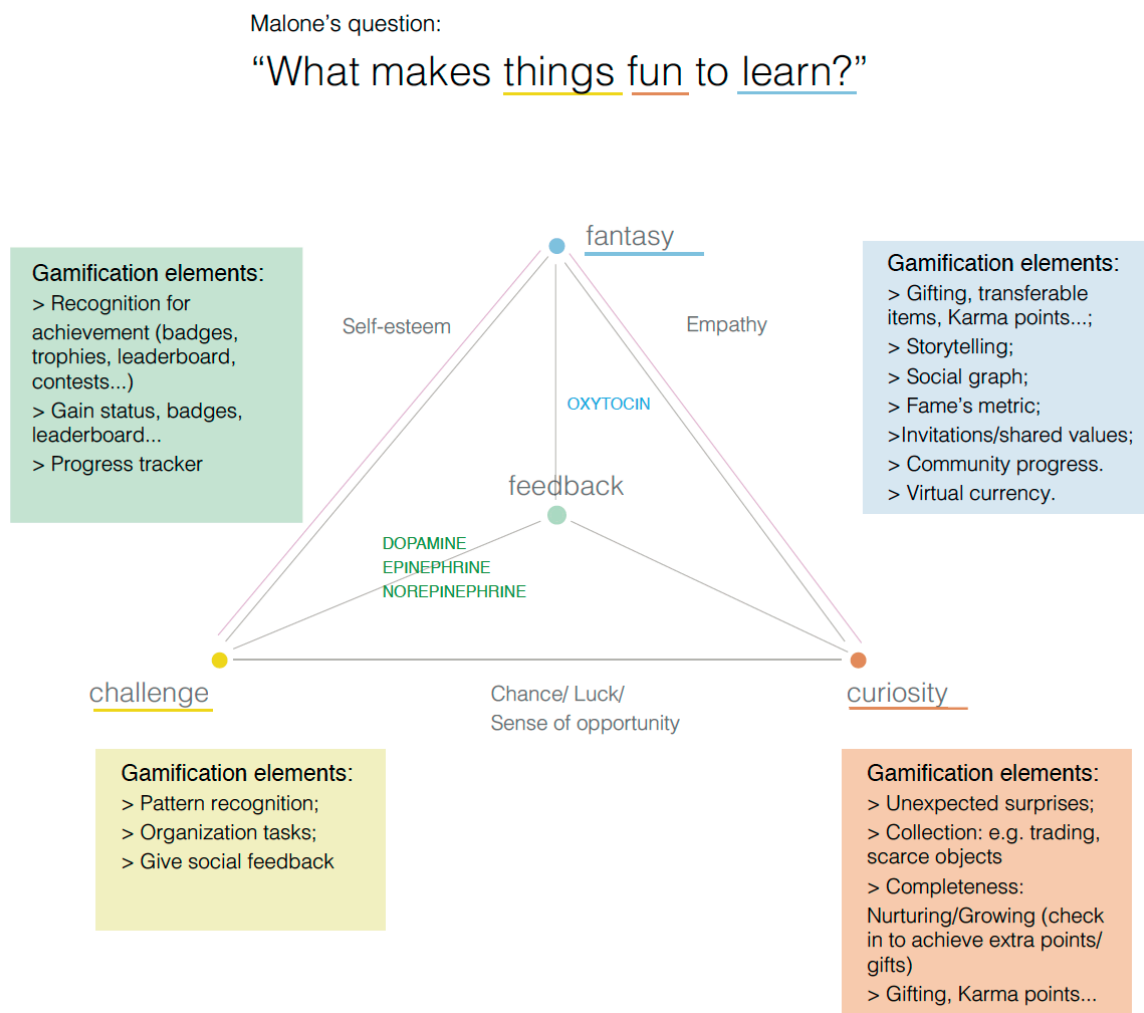 Malone's question:
“What makes things fun to learn?”
fantasy
Gamification elements:
> Recognition for
achievement (badges,
trophies, leaderboard,
contests...)
> Gain status, badges,
leaderboard...
> Progress tracker
Self-esteem
Empathy
Gamification elements:
> Gifting, transferable
items, Karma points...;
> Storytelling;
> Social graph;
> Fame's metric;
>Invitations/shared values;
> Community progress.
> Virtual currency.
OXYTOCIN
feedback
DOPAMINE
EPINEPHRINE
NOREPINEPHRINE
challenge
Chance/ Luck/
Sense of opportunity
curiosity
Gamification elements:
> Pattern recognition;
> Organization tasks;
> Give social feedback
Gamification elements:
> Unexpected surprises;
> Collection: e.g. trading,
scarce objects
> Completeness:
Nurturing/Growing (check
in to achieve extra points/
gifts)
> Gifting, Karma points...